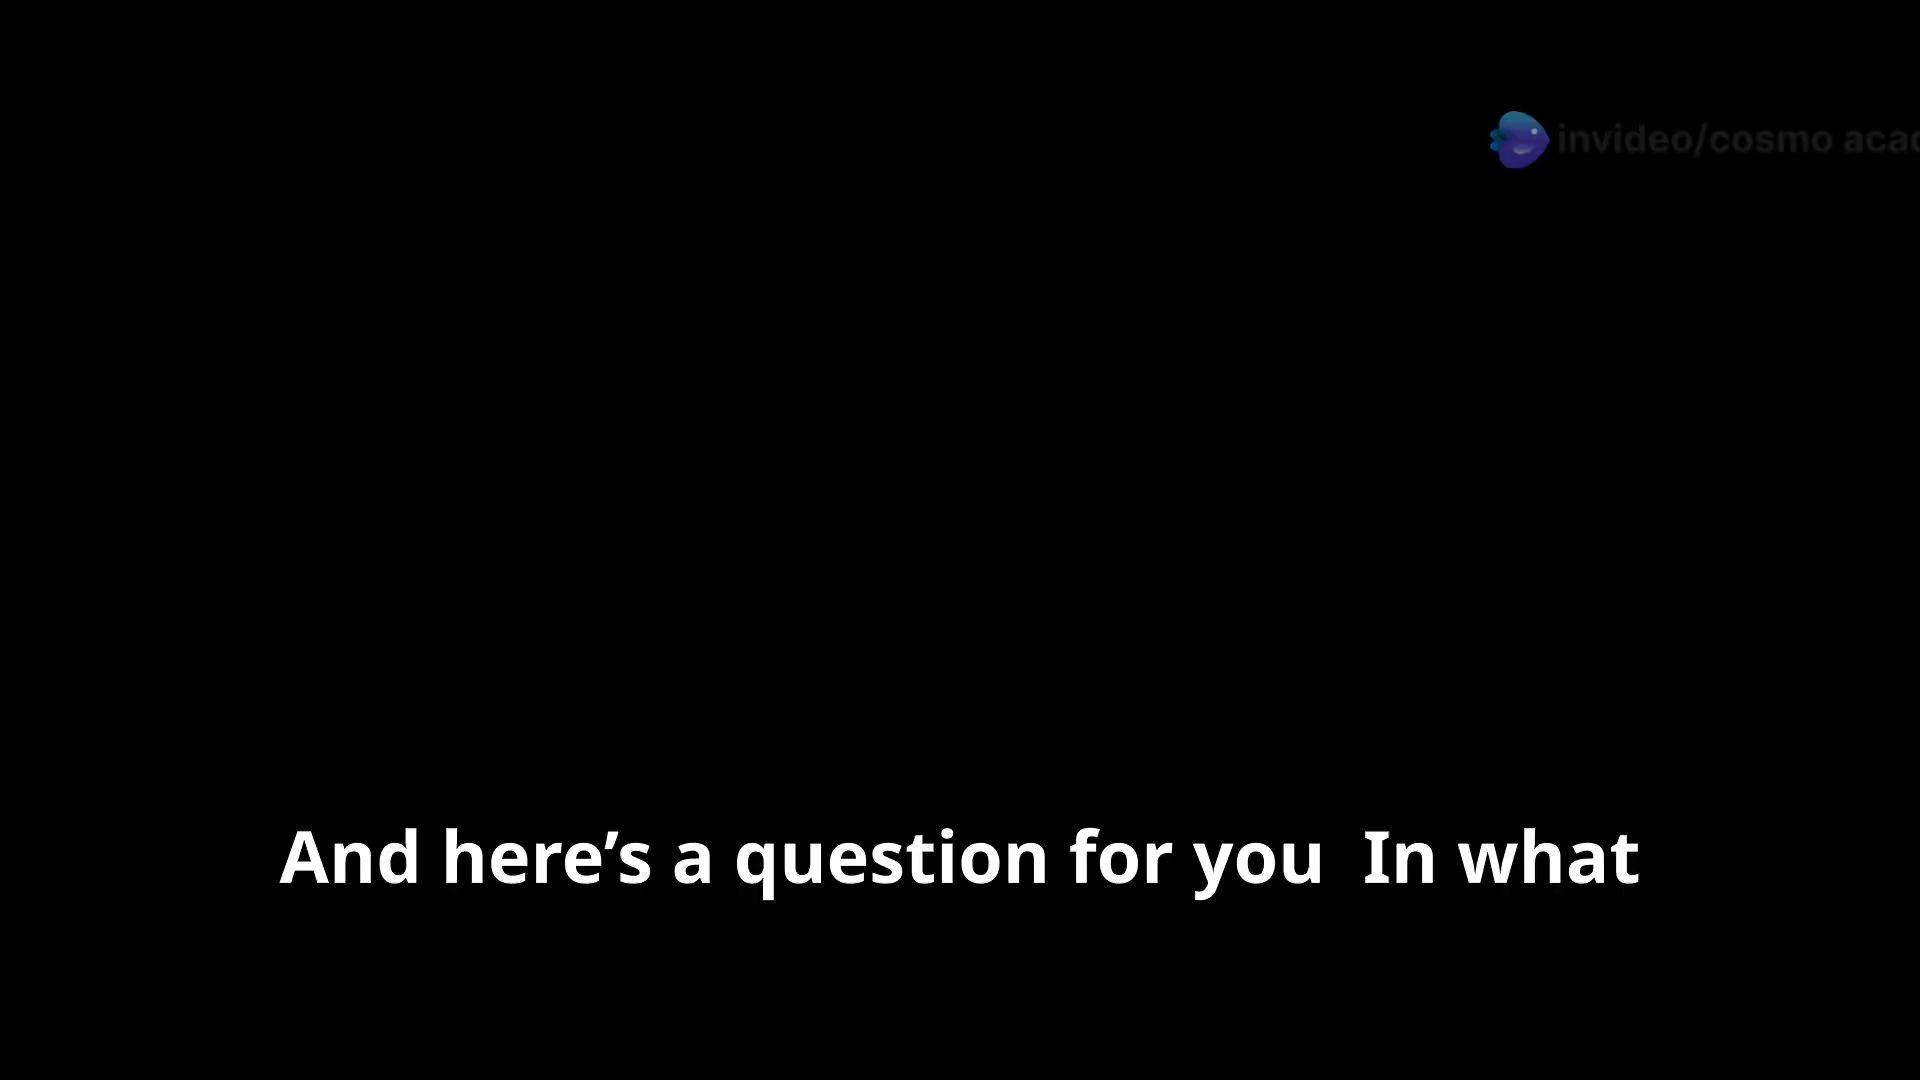 invideo/cosmo acad
And here’s a question for you  In what